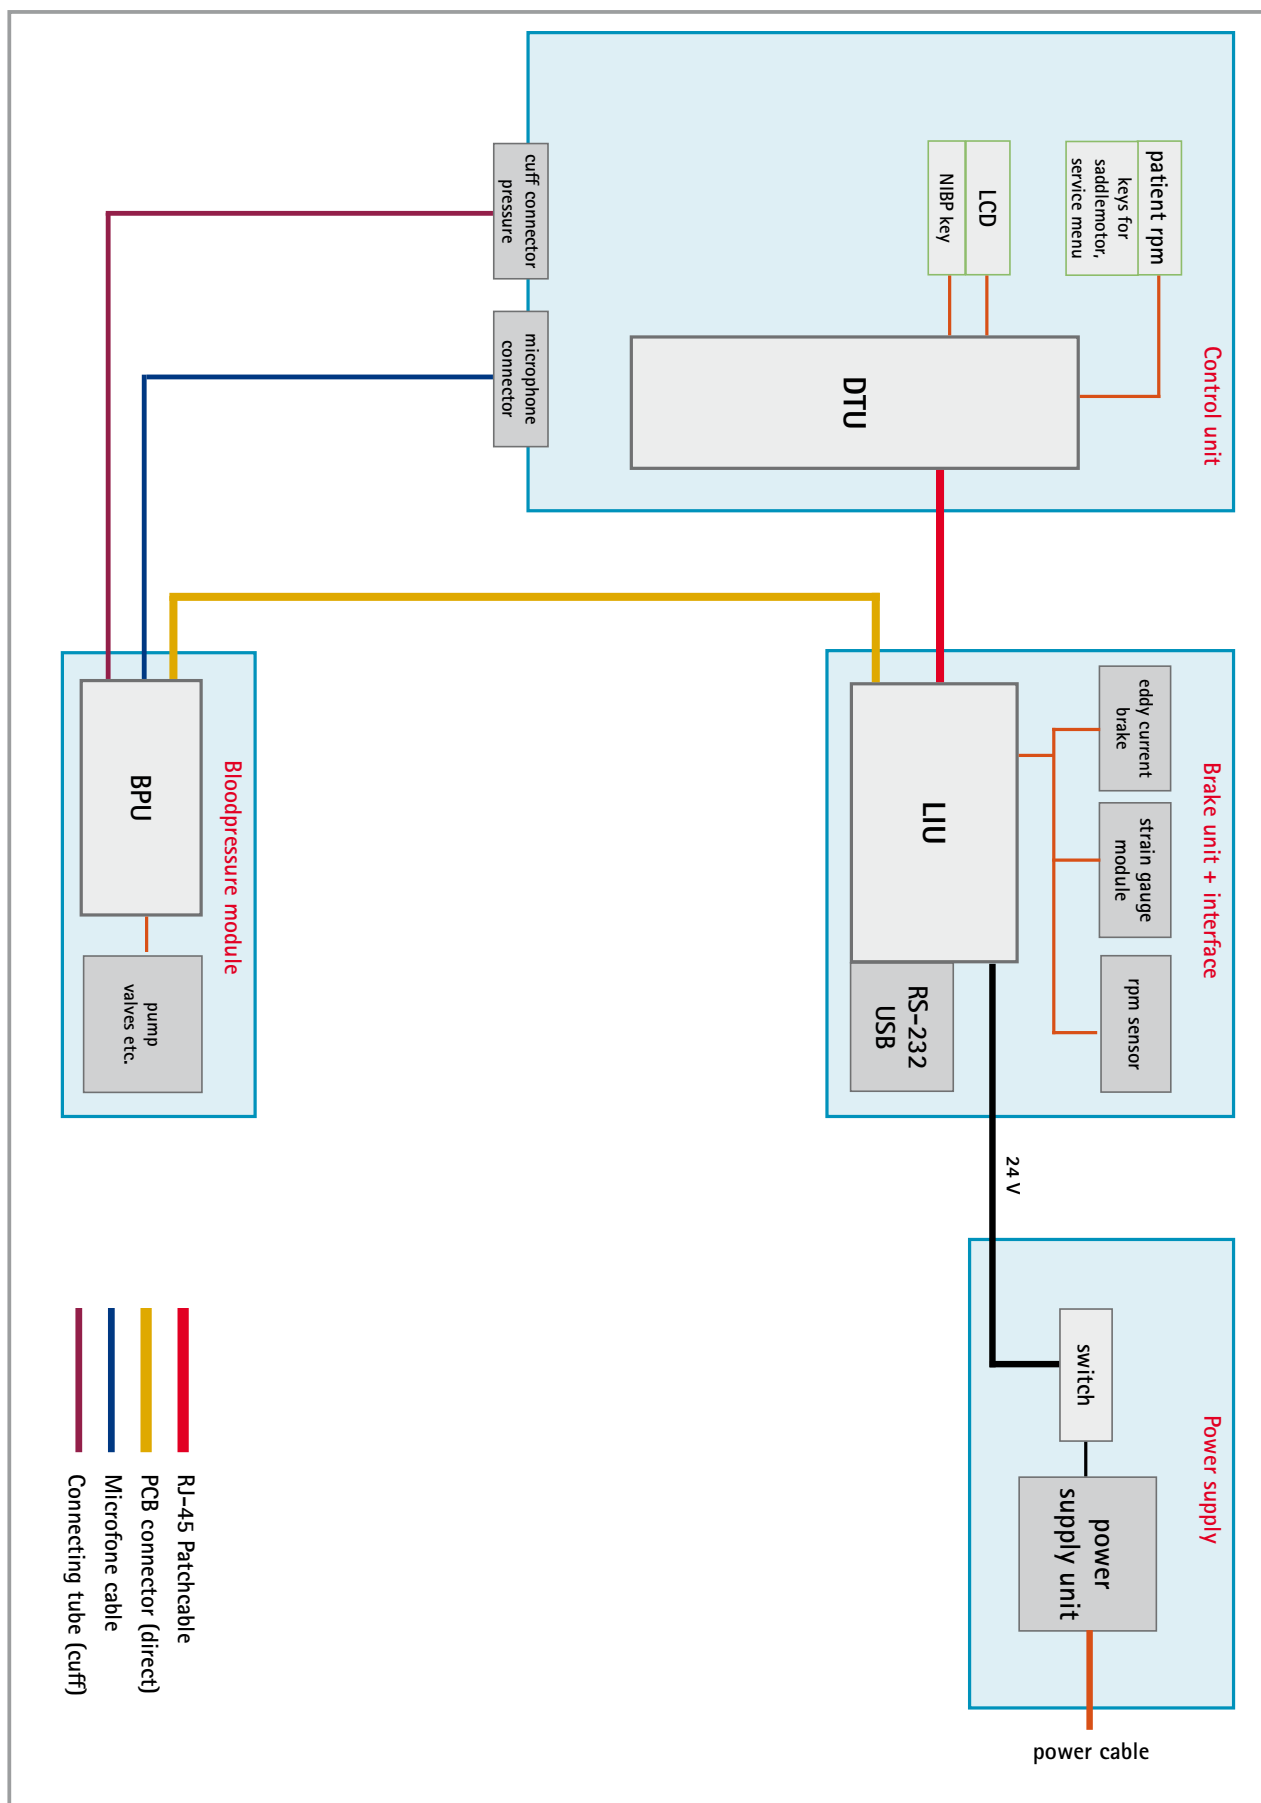 Control unit
patient rpm
keys for
saddlemotor,
service menu
LCD
NIBP key
DTU
cuff connector
pressure
microphone
connector
Brake unit + interface
eddy current
brake
strain gauge
module
rpm sensor
LIU
RS-232
USB
24 V
Power supply
switch
power
supply unit
power cable
Bloodpressure module
BPU
pump
valves etc.
RJ-45 Patchcable
PCB connector (direct)
Microfone cable
Connecting tube (cuff)